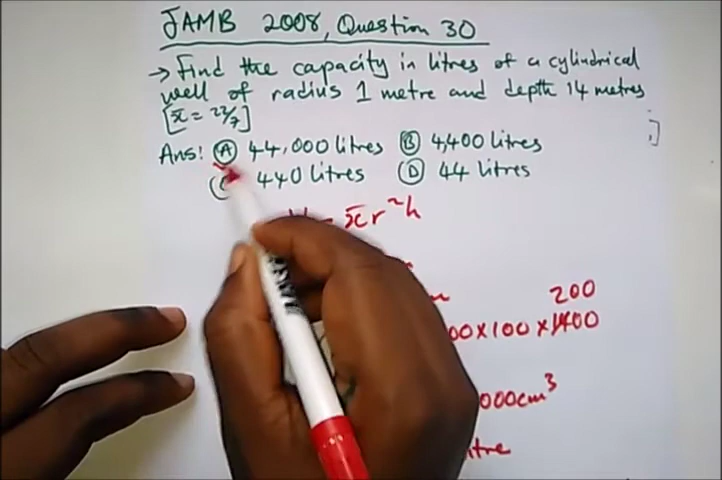 JAMB 2008, Question 30
→ Find the capacity in litres of a cylindrical
well of radius 1 metre and depth 14 metres
[π = 22/7]
Ans: (A) 44,000 litres (B) 4,400 litres
440 litres (D) 44 litres
πr²h
200
00 x 100 x 1400
000cm³
tre